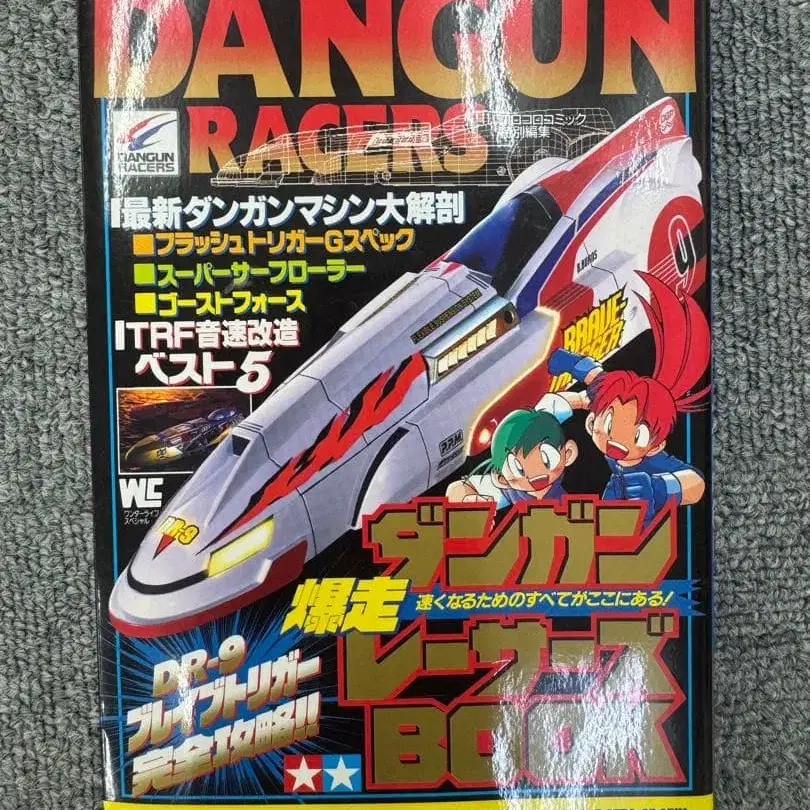 DANGUN
RACERS
DANGUN
RACERS
コロコロコミック
特別編集
最新ダンガンマシン大解剖
■フラッシュトリガーGスペック
■スーパーサーフローラー
■ゴーストフォース
TRF音速改造
ベスト5
9
BRAVE-
P.P.M.
DR-9
WL
ワンダーライフ
スペシャル
ダンガン
爆走
速くなるためのすべてがここにある!
レーサーズ
BOOK
DR-9
ブレイブトリガー
完全攻略!!